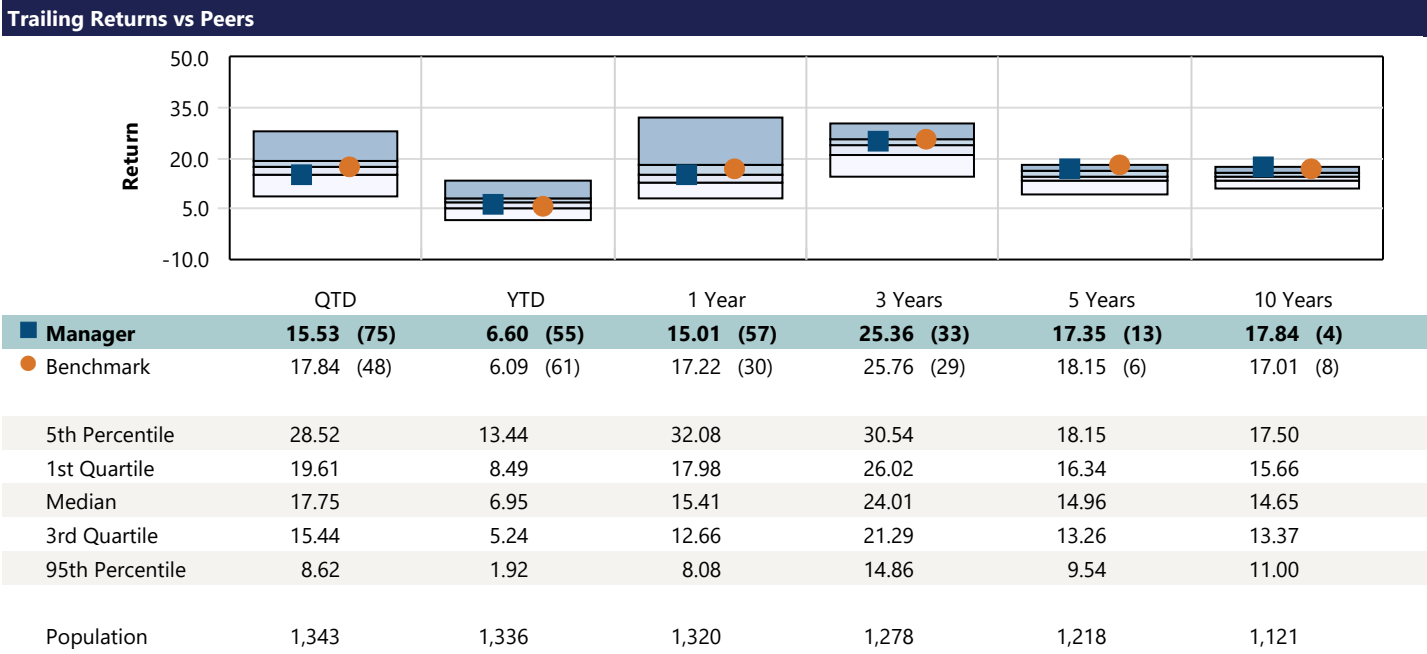 Trailing Returns vs Peers
50.0
35.0
20.0
5.0
-10.0
Return
QTD YTD 1 Year 3 Years 5 Years 10 Years
Manager 15.53 (75) 6.60 (55) 15.01 (57) 25.36 (33) 17.35 (13) 17.84 (4)
Benchmark 17.84 (48) 6.09 (61) 17.22 (30) 25.76 (29) 18.15 (6) 17.01 (8)
5th Percentile 28.52 13.44 32.08 30.54 18.15 17.50
1st Quartile 19.61 8.49 17.98 26.02 16.34 15.66
Median 17.75 6.95 15.41 24.01 14.96 14.65
3rd Quartile 15.44 5.24 12.66 21.29 13.26 13.37
95th Percentile 8.62 1.92 8.08 14.86 9.54 11.00
Population 1,343 1,336 1,320 1,278 1,218 1,121